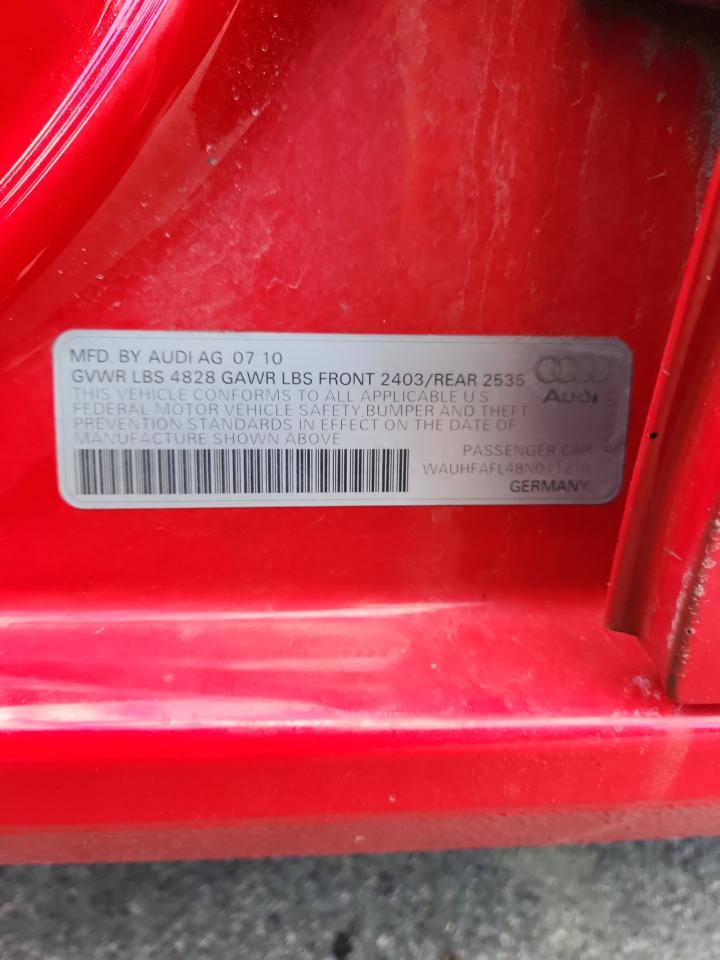 MFD. BY AUDI AG 07 10
GVWR LBS 4828 GAWR LBS FRONT 2403/REAR 2535
THIS VEHICLE CONFORMS TO ALL APPLICABLE U S
FEDERAL MOTOR VEHICLE SAFETY, BUMPER AND THEFT
PREVENTION STANDARDS IN EFFECT ON THE DATE OF
MANUFACTURE SHOWN ABOVE
Audi
PASSENGER CAR
GERMANY